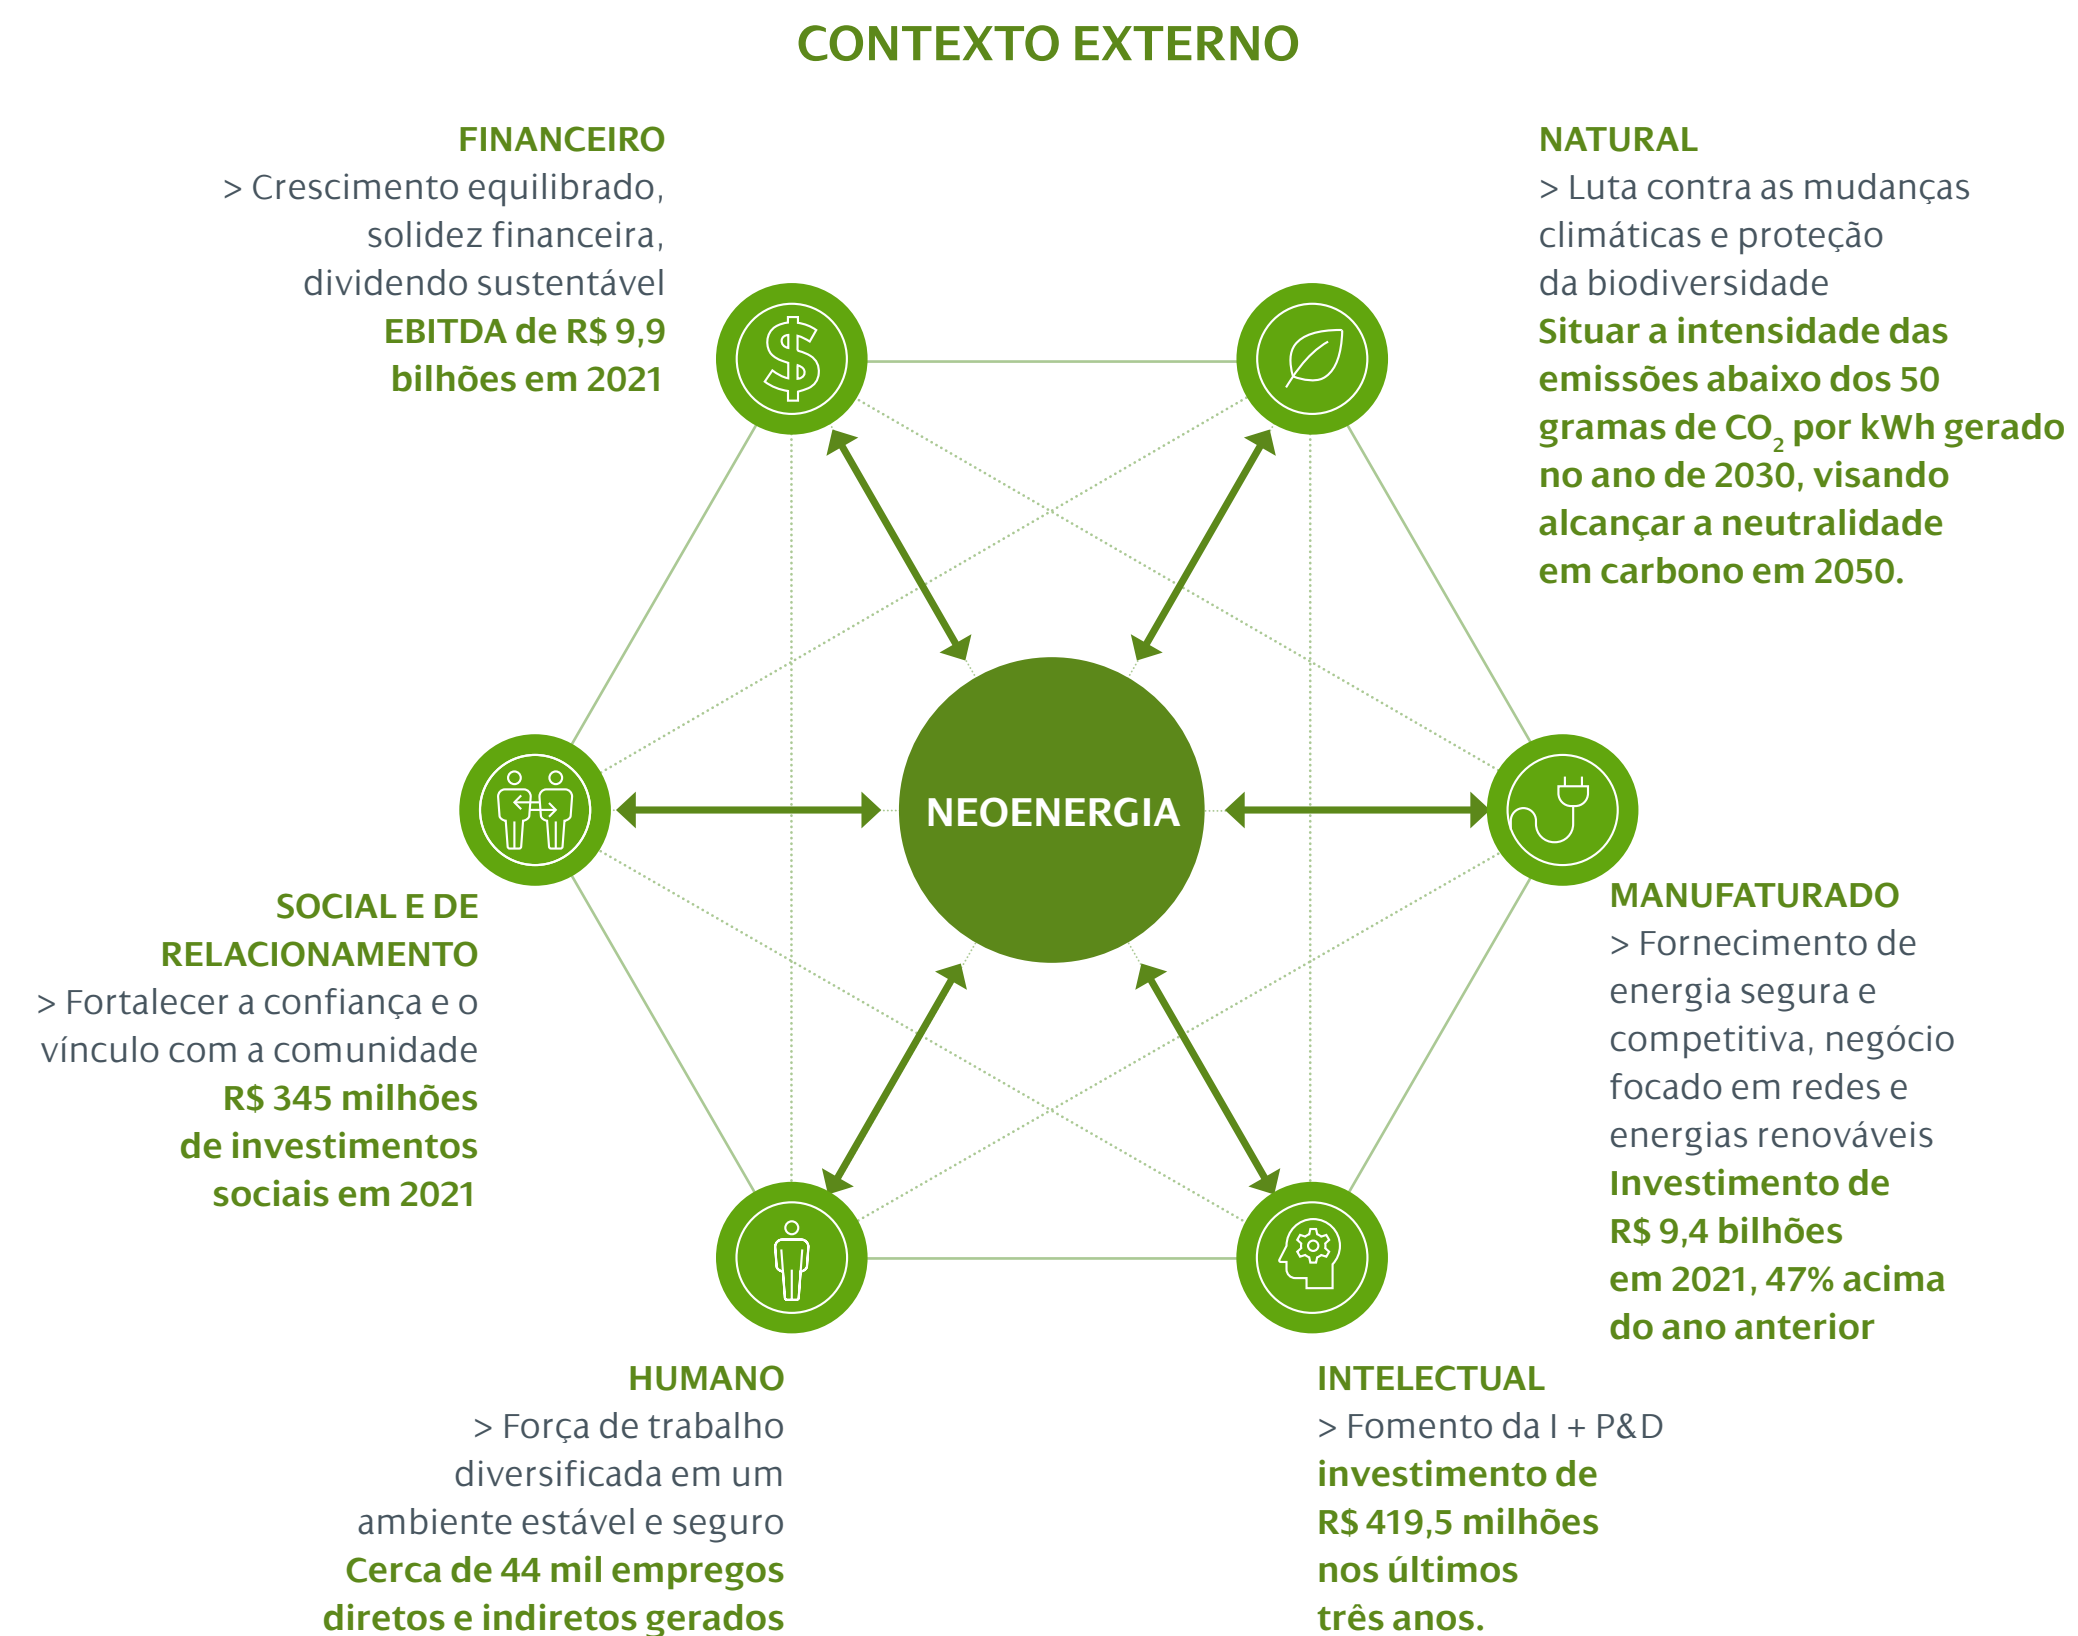 CONTEXTO EXTERNO
FINANCEIRO
> Crescimento equilibrado,
solidez financeira,
dividendo sustentável
EBITDA de R$ 9,9
bilhões em 2021
NATURAL
> Luta contra as mudanças
climáticas e proteção
da biodiversidade
Situar a intensidade das
emissões abaixo dos 50
gramas de CO₂ por kWh gerado
no ano de 2030, visando
alcançar a neutralidade
em carbono em 2050.
NEOENERGIA
SOCIAL E DE
RELACIONAMENTO
> Fortalecer a confiança e o
vínculo com a comunidade
R$ 345 milhões
de investimentos
sociais em 2021
MANUFATURADO
> Fornecimento de
energia segura e
competitiva, negócio
focado em redes e
energias renováveis
Investimento de
R$ 9,4 bilhões
em 2021, 47% acima
do ano anterior
HUMANO
> Força de trabalho
diversificada em um
ambiente estável e seguro
Cerca de 44 mil empregos
diretos e indiretos gerados
INTELECTUAL
> Fomento da I + P&D
investimento de
R$ 419,5 milhões
nos últimos
três anos.